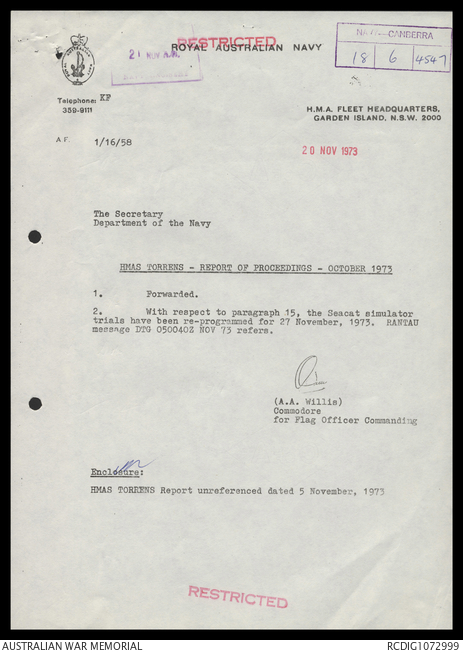 RESTRICTED
ROYAL AUSTRALIAN NAVY
21 NOV
NAVY CANBERRA
18 6 4547
Telephone: KF
359-9111
H.M.A. FLEET HEADQUARTERS,
GARDEN ISLAND, N.S.W. 2000
A F. 1/16/58
20 NOV 1973
The Secretary
Department of the Navy
HMAS TORRENS - REPORT OF PROCEEDINGS - OCTOBER 1973
1. Forwarded.
2. With respect to paragraph 15, the Seacat simulator
trials have been re-programmed for 27 November, 1973. RANTAU
message DTG 050040Z NOV 73 refers.
(A.A. Willis)
Commodore
for Flag Officer Commanding
Enclosure:
HMAS TORRENS Report unreferenced dated 5 November, 1973
RESTRICTED
AUSTRALIAN WAR MEMORIAL
RCDIG1072999